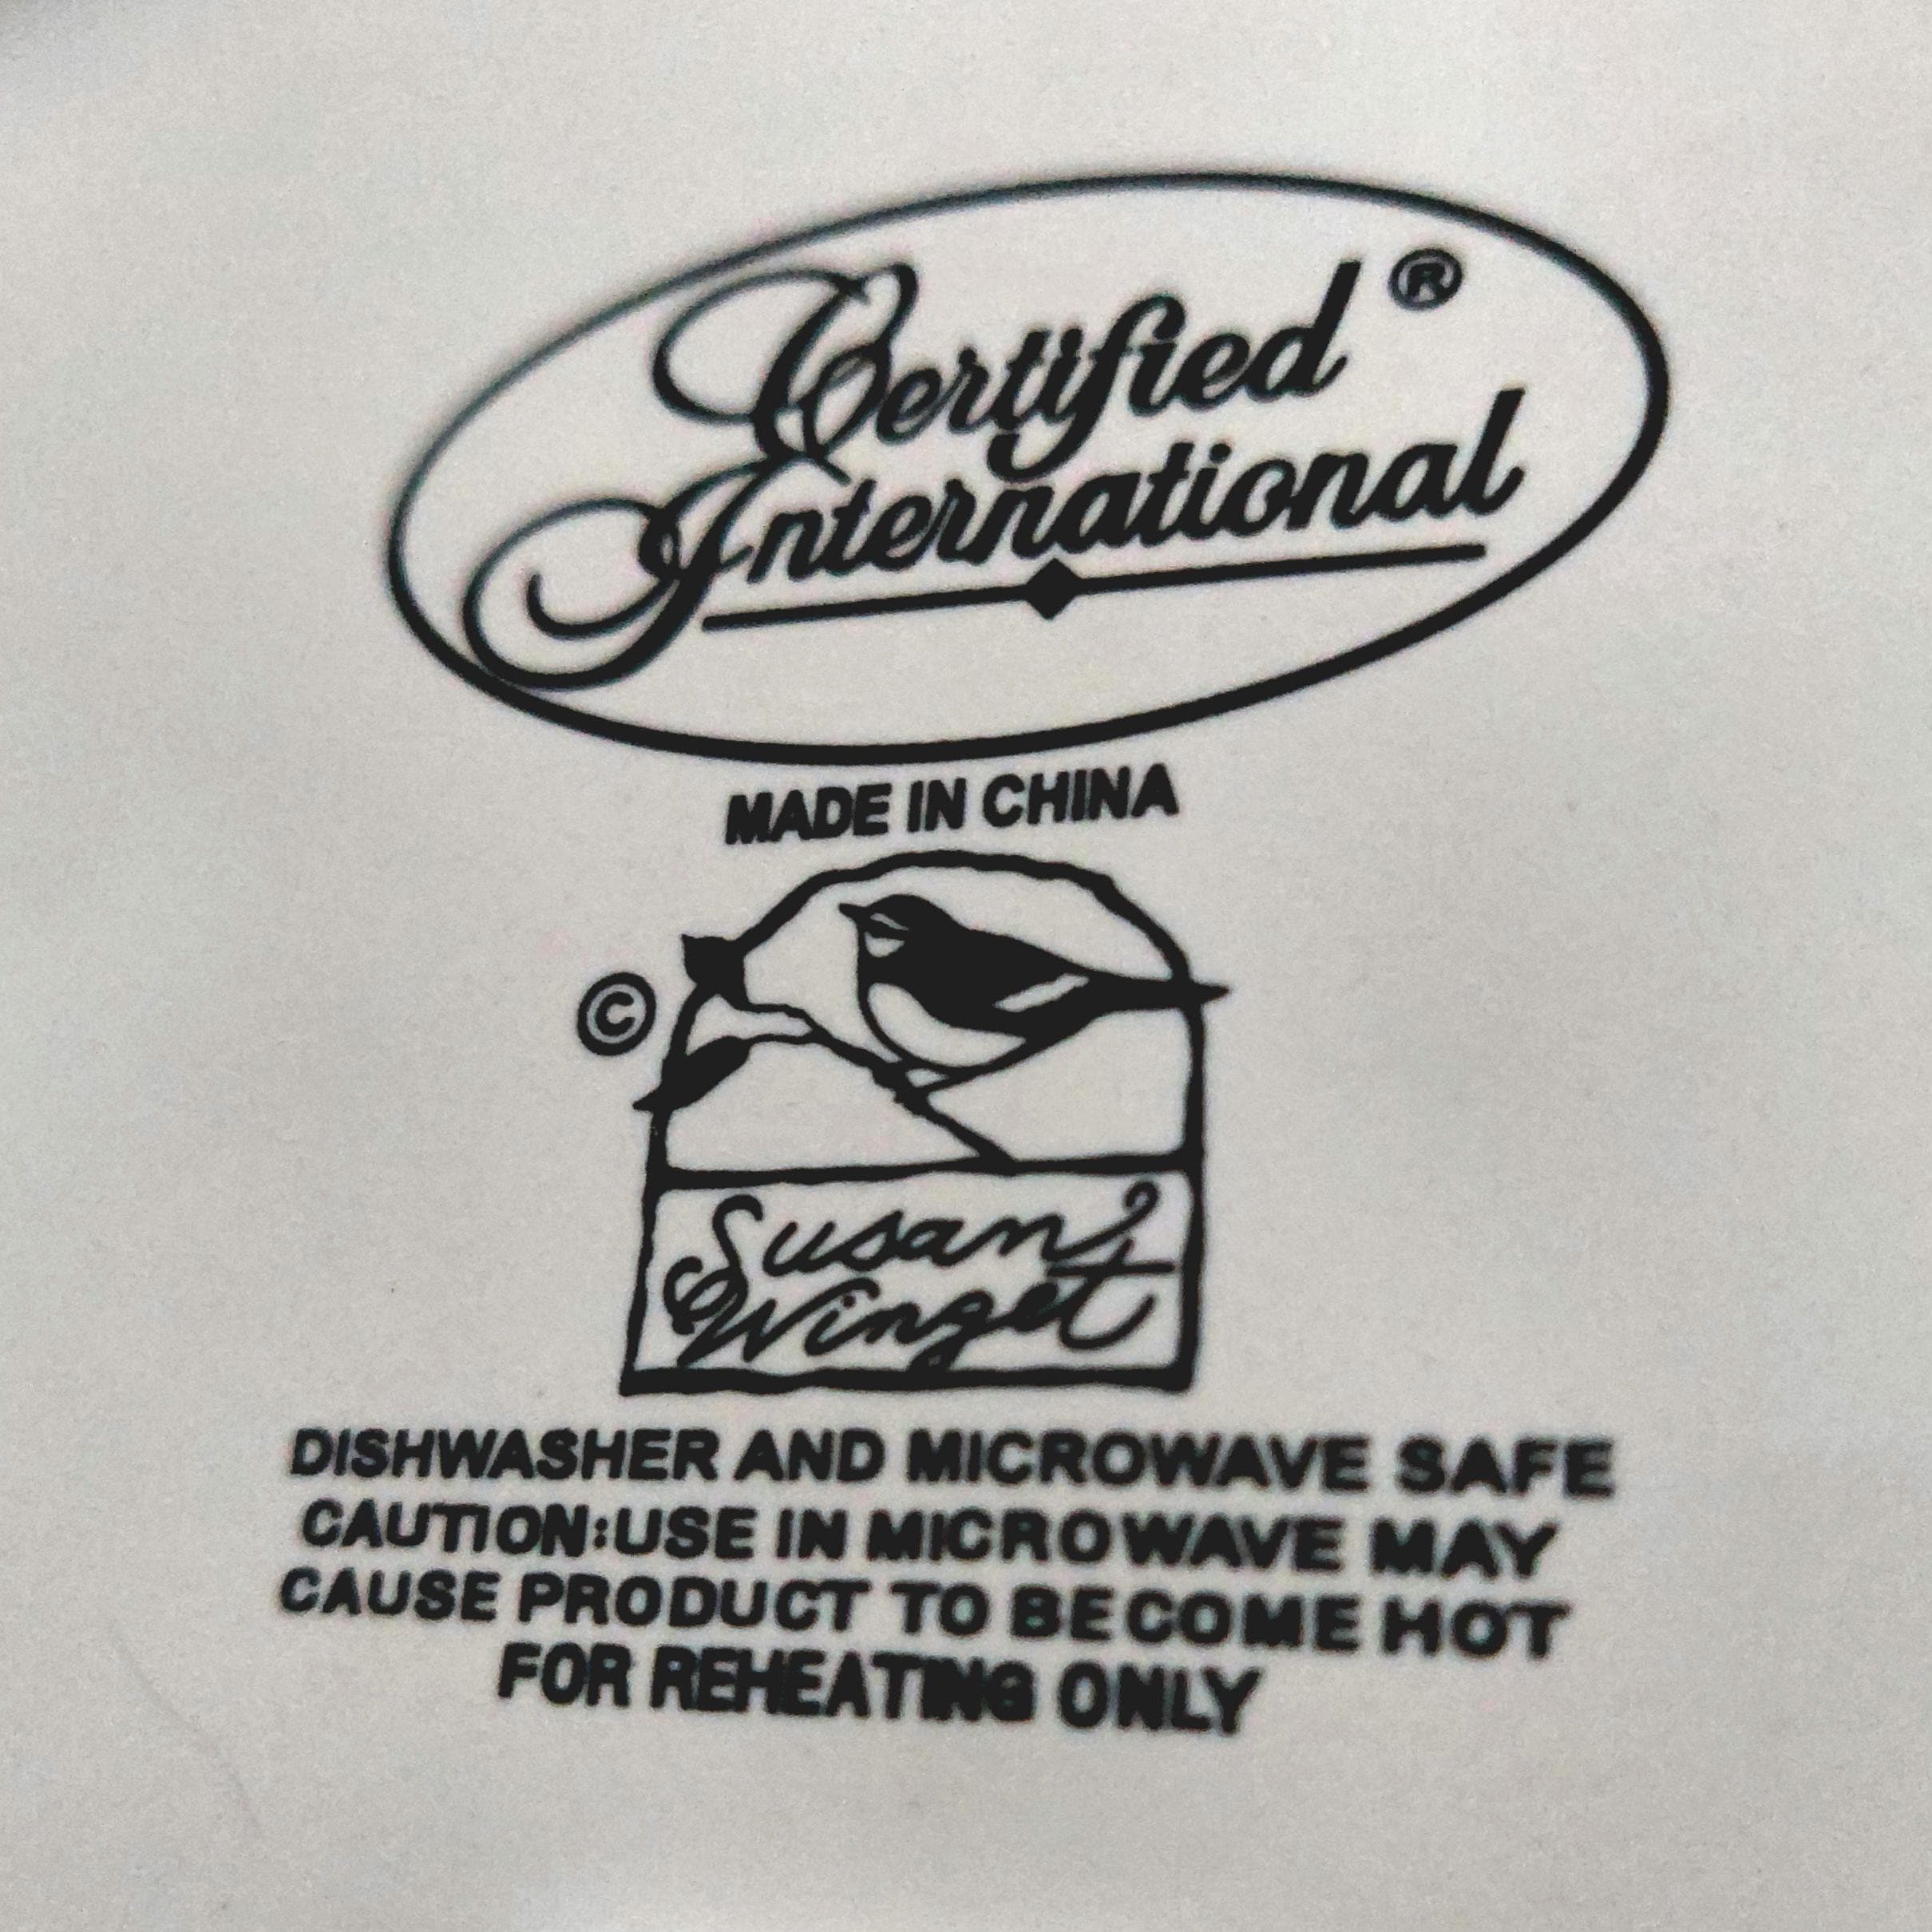 Certified ®
International
MADE IN CHINA
©
Susan
Winget
DISHWASHER AND MICROWAVE SAFE
CAUTION:USE IN MICROWAVE MAY
CAUSE PRODUCT TO BECOME HOT
FOR REHEATING ONLY